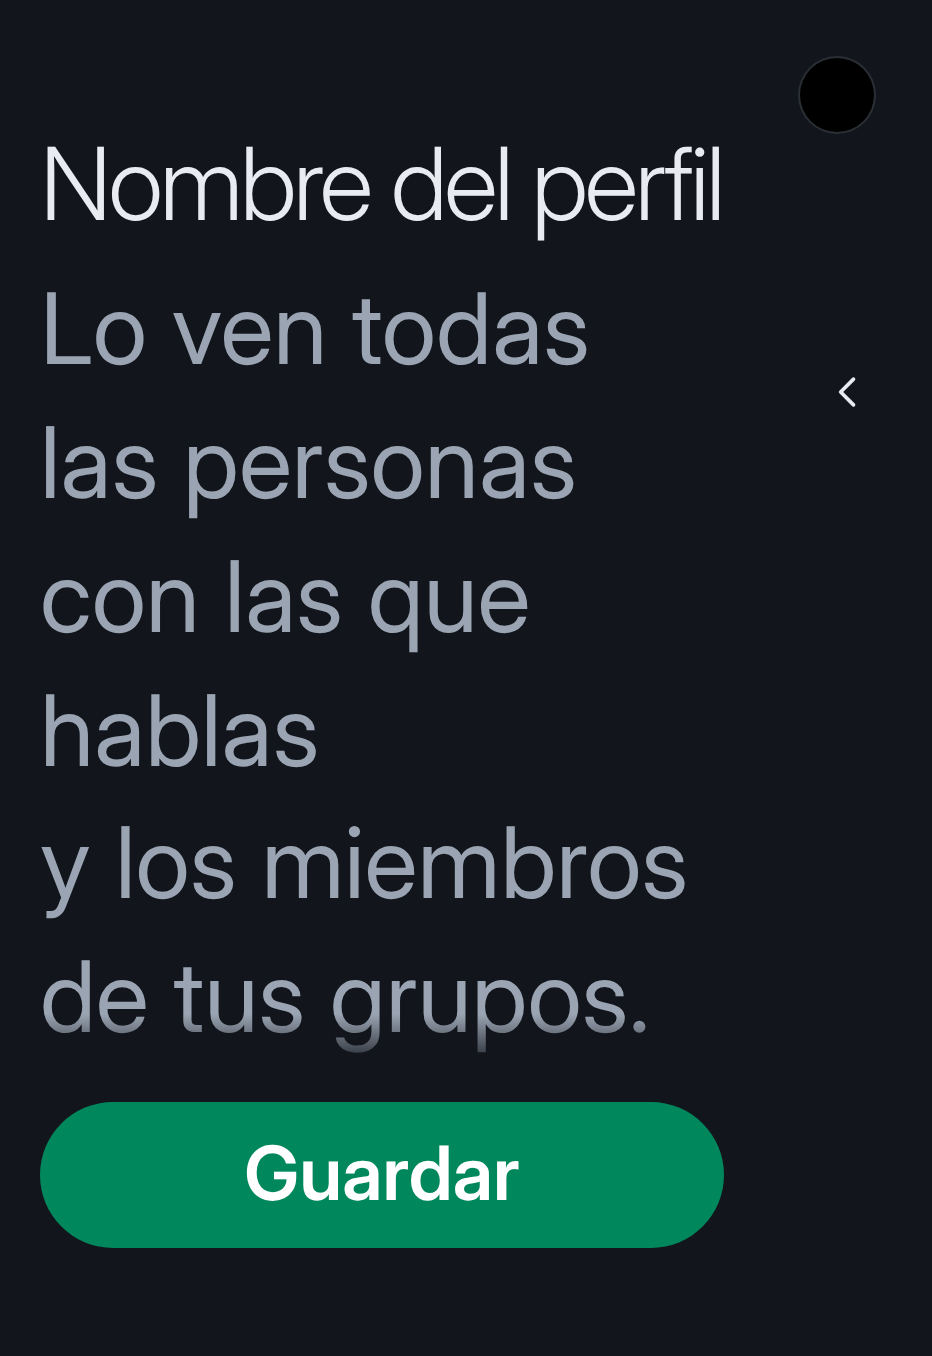 Nombre del perfil
Lo ven todas
las personas
con las que
hablas
y los miembros
de tus grupos.
Guardar